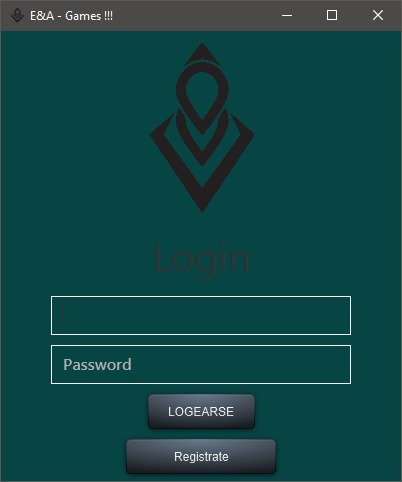 E&A - Games !!!
Login
Password
LOGEARSE
Registrate